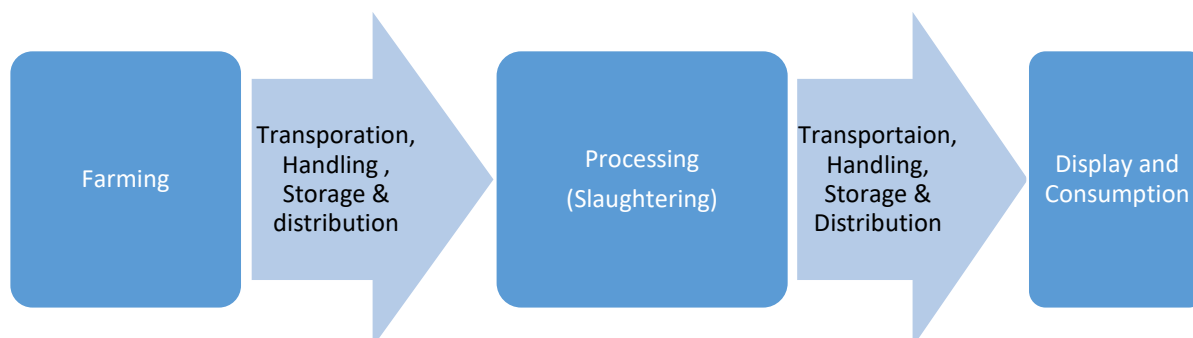 Farming
Transporation,
Handling ,
Storage &
distribution
Processing
(Slaughtering)
Transportaion,
Handling,
Storage &
Distribution
Display and
Consumption